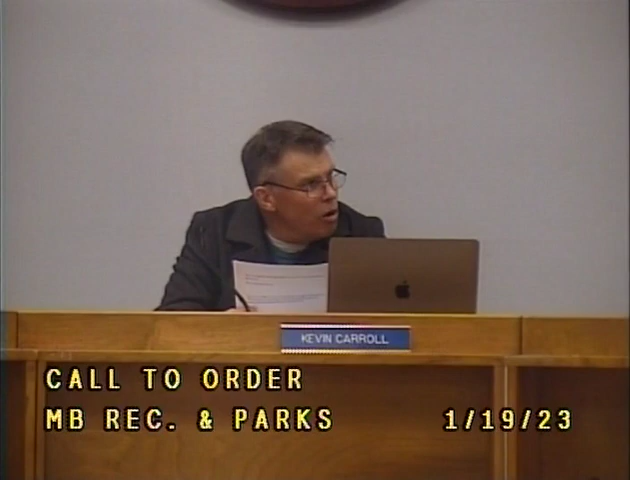 KEVIN CARROLL
CALL TO ORDER
MB REC. & PARKS 1/19/23